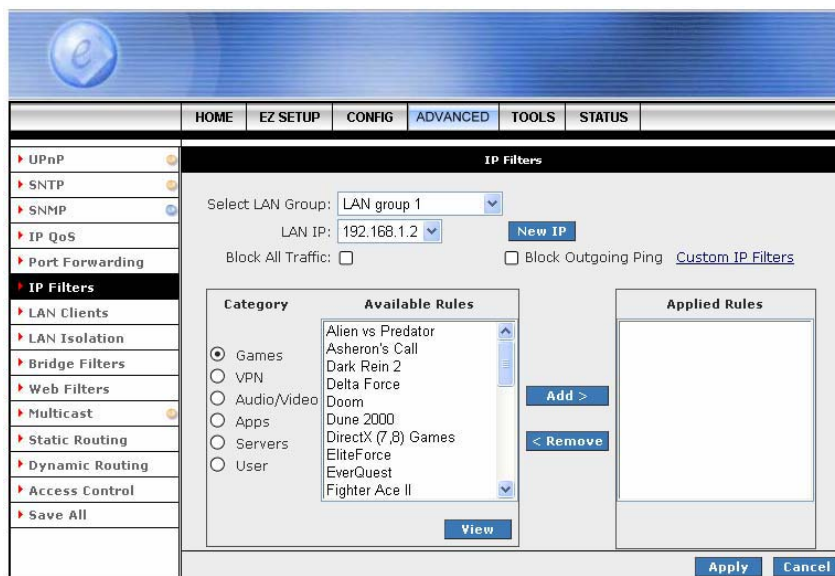 e
HOME EZ SETUP CONFIG ADVANCED TOOLS STATUS
UPnP
SNTP
SNMP
IP QoS
Port Forwarding
IP Filters
LAN Clients
LAN Isolation
Bridge Filters
Web Filters
Multicast
Static Routing
Dynamic Routing
Access Control
Save All
IP Filters
Select LAN Group: LAN group 1
LAN IP: 192.168.1.2 New IP
Block All Traffic: Block Outgoing Ping Custom IP Filters
Category
Games
VPN
Audio/Video
Apps
Servers
User
Available Rules
Alien vs Predator
Asheron's Call
Dark Rein 2
Delta Force
Doom
Dune 2000
DirectX (7,8) Games
EliteForce
EverQuest
Fighter Ace II
View
Add >
< Remove
Applied Rules
Apply Cancel